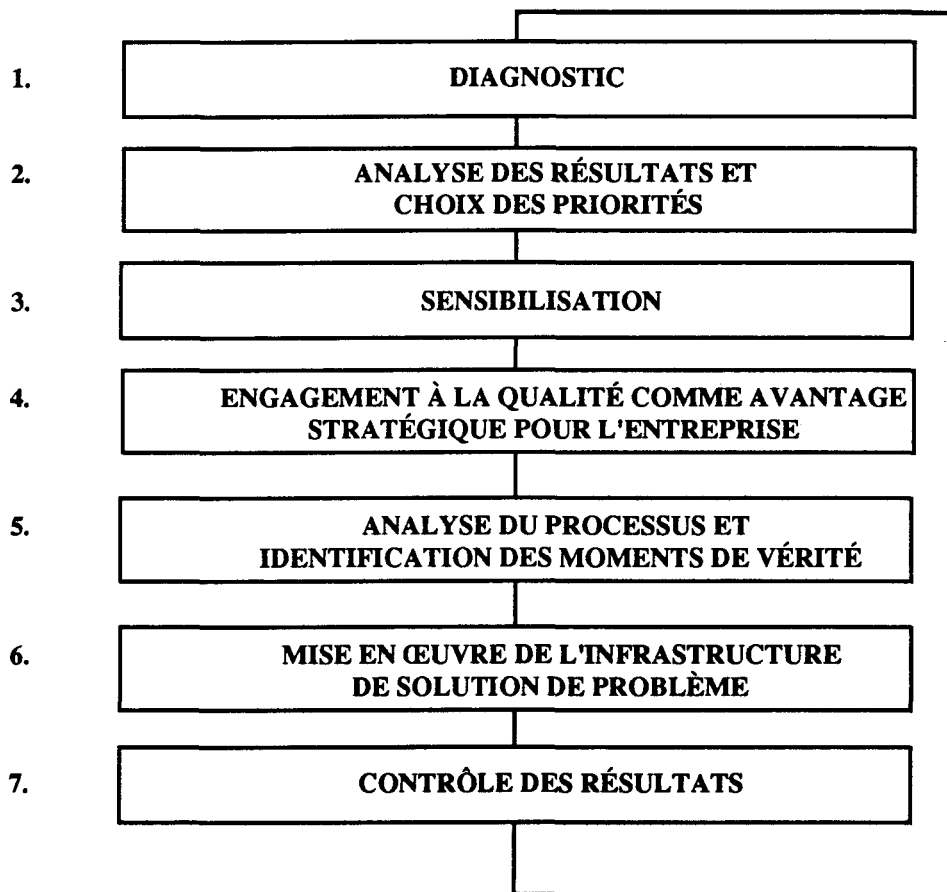 1. DIAGNOSTIC
2. ANALYSE DES RÉSULTATS ET
CHOIX DES PRIORITÉS
3. SENSIBILISATION
4. ENGAGEMENT À LA QUALITÉ COMME AVANTAGE
STRATÉGIQUE POUR L'ENTREPRISE
5. ANALYSE DU PROCESSUS ET
IDENTIFICATION DES MOMENTS DE VÉRITÉ
6. MISE EN ŒUVRE DE L'INFRASTRUCTURE
DE SOLUTION DE PROBLÈME
7. CONTRÔLE DES RÉSULTATS